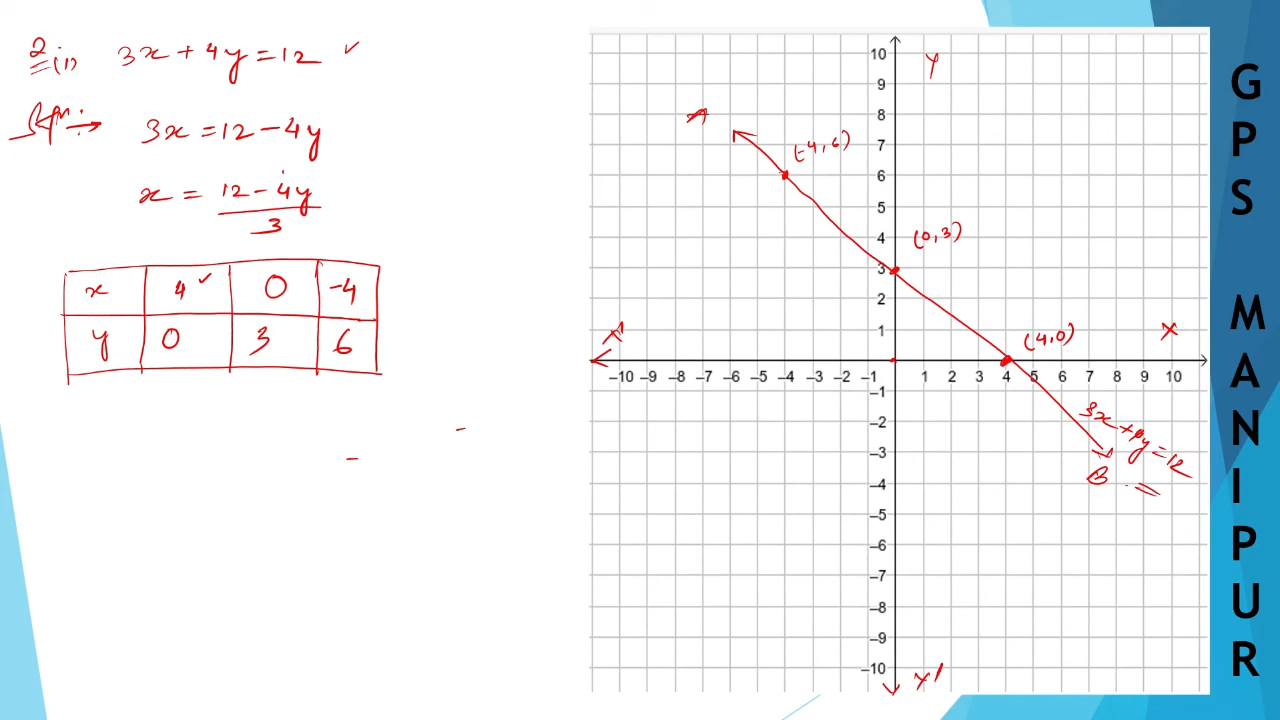 2 (i) 3x + 4y = 12 ✓
Soln: → 3x = 12 - 4y
x = 12 - 4y / 3
x 4 ✓ 0 -4
y 0 3 6
Y
A
(-4, 6)
(0, 3)
(4, 0)
X
X'
3x + 4y = 12
B
10
9
8
7
6
5
4
3
2
1
–10 –9 –8 –7 –6 –5 –4 –3 –2 –1 1 2 3 4 5 6 7 8 9 10
–1
–2
–3
–4
–5
–6
–7
–8
–9
–10
GPS MANIPUR